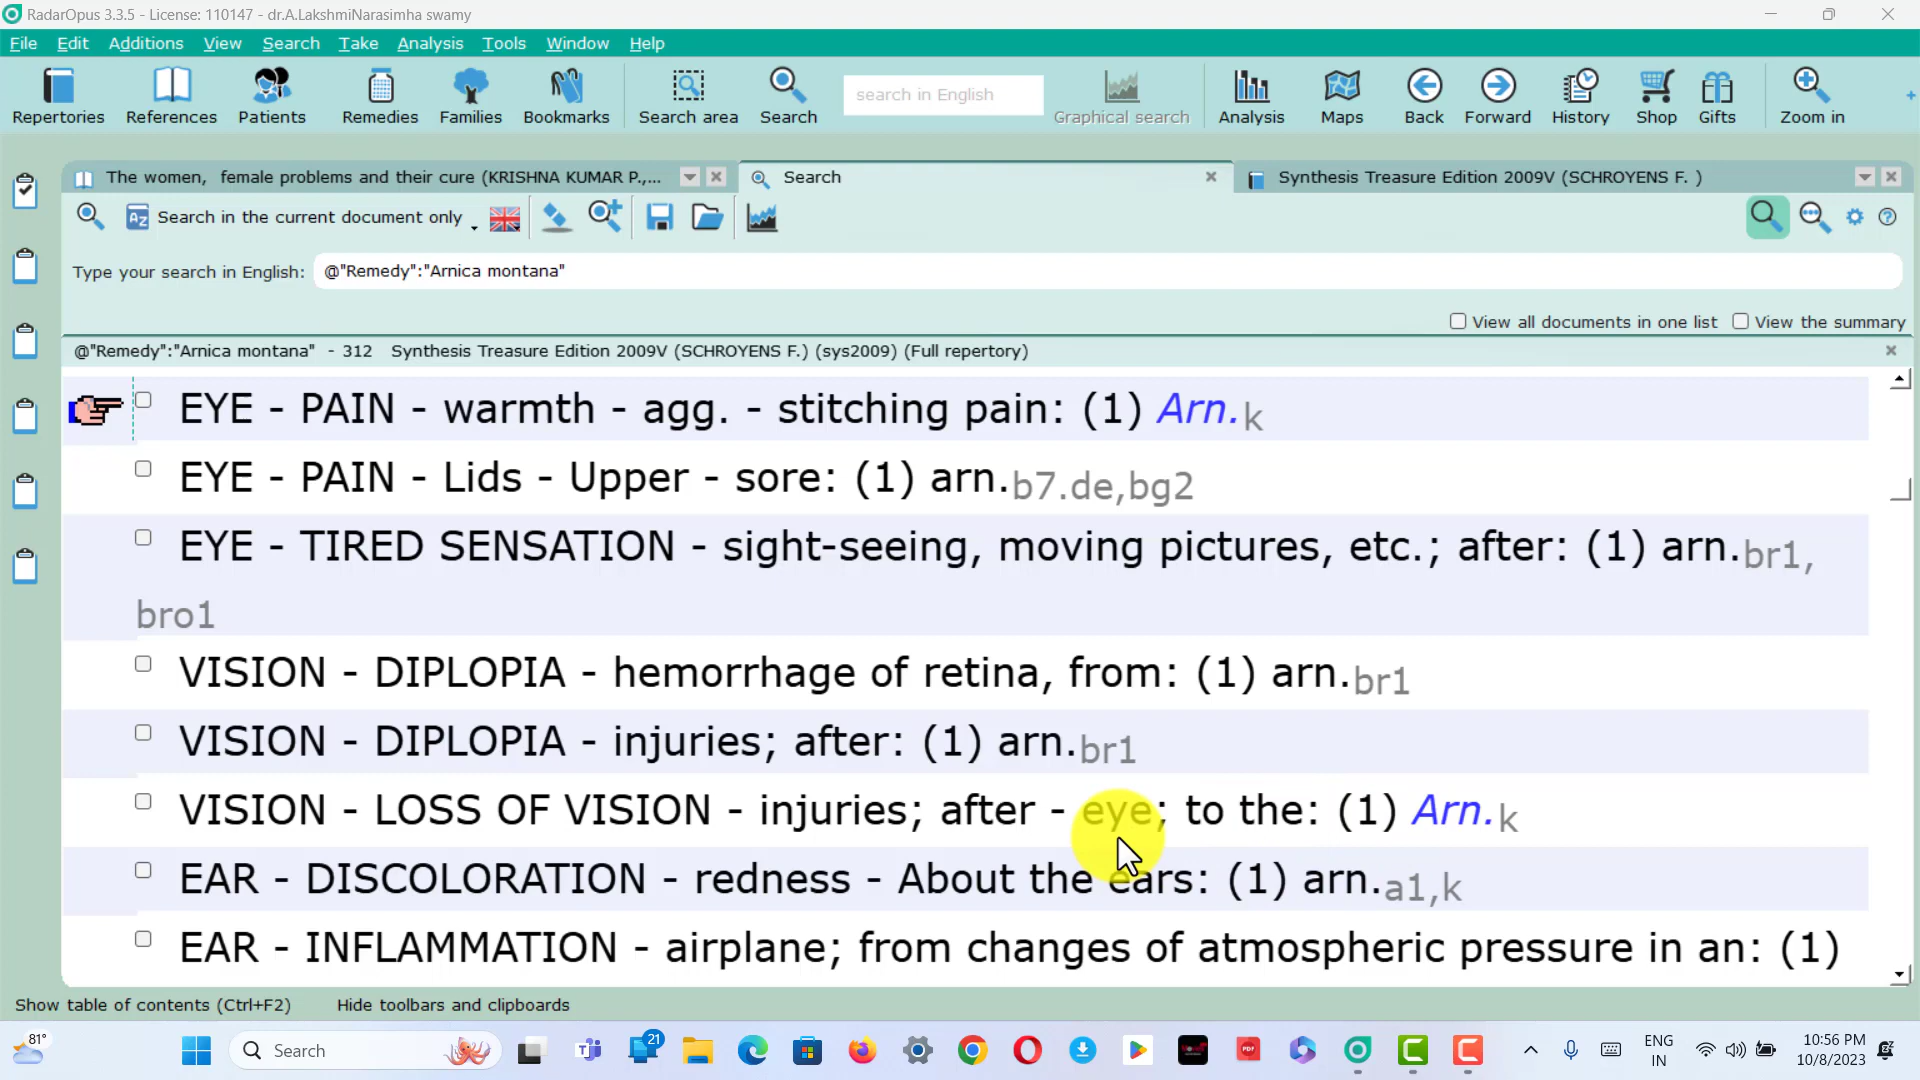 RadarOpus 3.3.5 - License: 110147 - dr.A.LakshmiNarasimha swamy
File Edit Additions View Search Take Analysis Tools Window Help
Repertories References Patients Remedies Families Bookmarks Search area Search search in English Graphical search Analysis Maps Back Forward History Shop Gifts Zoom in
The women, female problems and their cure (KRISHNA KUMAR P.,... Search Synthesis Treasure Edition 2009V (SCHROYENS F. )
Search in the current document only
Type your search in English: @"Remedy":"Arnica montana"
View all documents in one list View the summary
@"Remedy":"Arnica montana" - 312 Synthesis Treasure Edition 2009V (SCHROYENS F.) (sys2009) (Full repertory)
EYE - PAIN - warmth - agg. - stitching pain: (1) Arn.k
EYE - PAIN - Lids - Upper - sore: (1) arn.b7.de,bg2
EYE - TIRED SENSATION - sight-seeing, moving pictures, etc.; after: (1) arn.br1,
bro1
VISION - DIPLOPIA - hemorrhage of retina, from: (1) arn.br1
VISION - DIPLOPIA - injuries; after: (1) arn.br1
VISION - LOSS OF VISION - injuries; after - eye; to the: (1) Arn.k
EAR - DISCOLORATION - redness - About the ears: (1) arn.a1,k
EAR - INFLAMMATION - airplane; from changes of atmospheric pressure in an: (1)
Show table of contents (Ctrl+F2) Hide toolbars and clipboards
81° Search 21 PDF ENG 10:56 PM
IN 10/8/2023